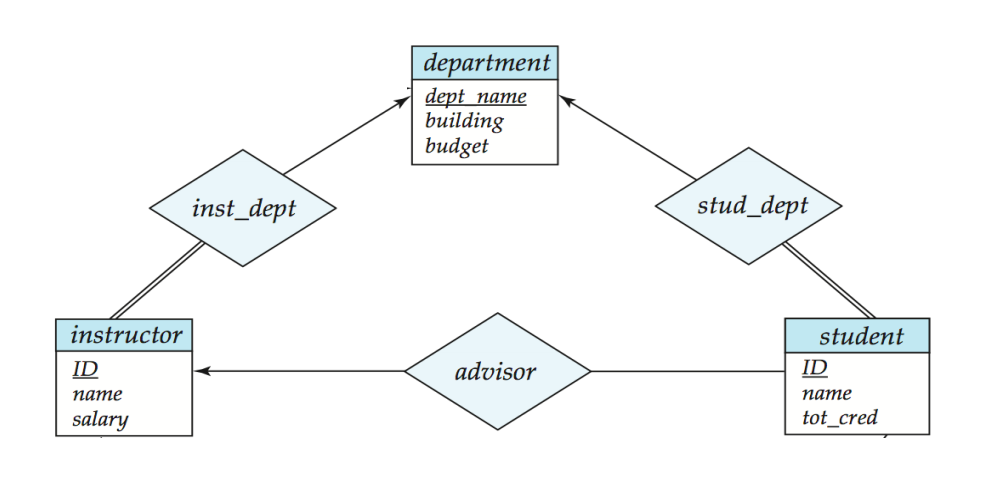 department
dept_name
building
budget
inst_dept
stud_dept
instructor
ID
name
salary
advisor
student
ID
name
tot_cred